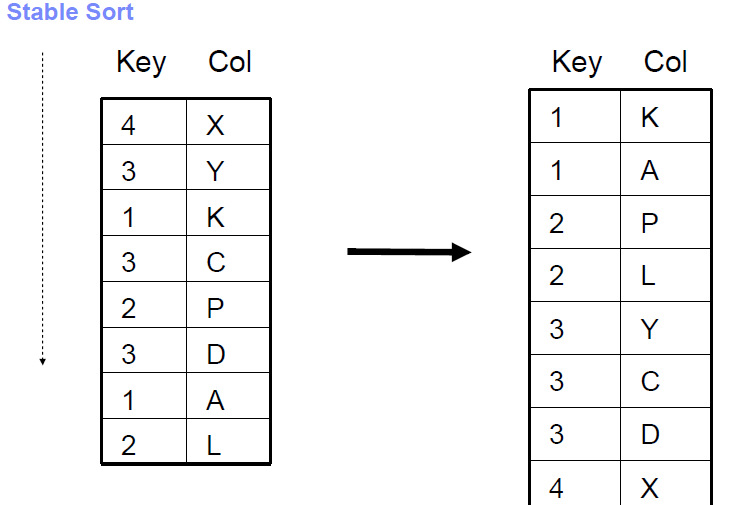 Stable Sort
Key Col
4 X
3 Y
1 K
3 C
2 P
3 D
1 A
2 L
Key Col
1 K
1 A
2 P
2 L
3 Y
3 C
3 D
4 X